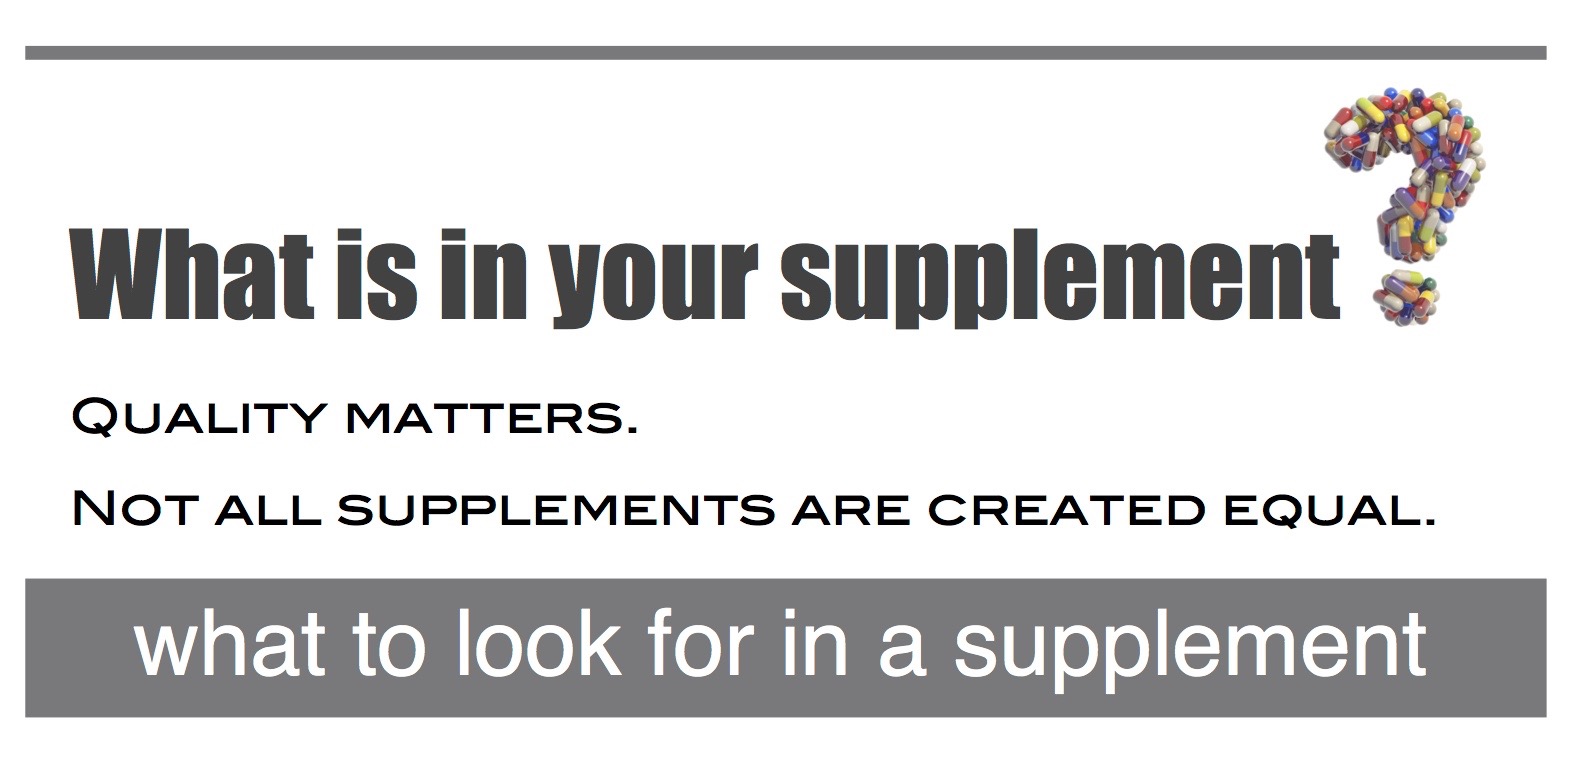 What is in your supplement?
Quality matters.
Not all supplements are created equal.
what to look for in a supplement